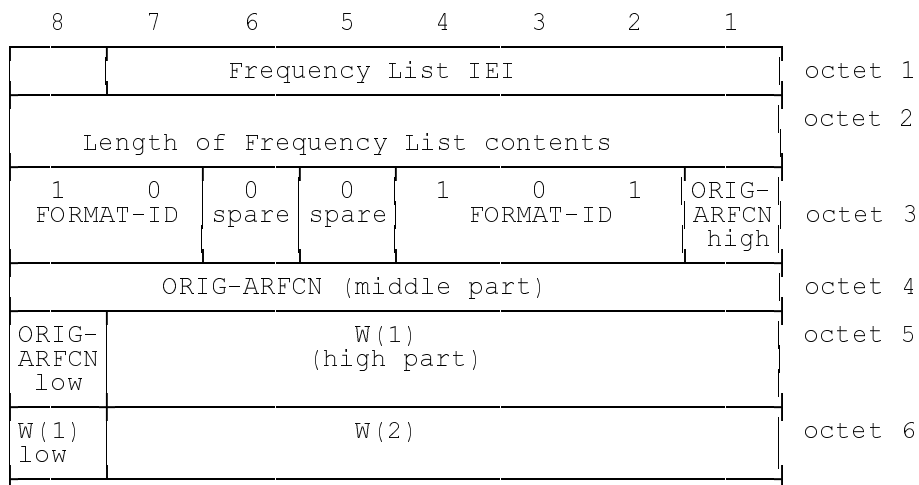 8 7 6 5 4 3 2 1
Frequency List IEI octet 1
octet 2
Length of Frequency List contents
1 0 0 0 1 0 1 ORIG-
FORMAT-ID spare spare FORMAT-ID ARFCN octet 3
high
ORIG-ARFCN (middle part) octet 4
ORIG- W(1) octet 5
ARFCN (high part)
low
W(1) W(2) octet 6
low